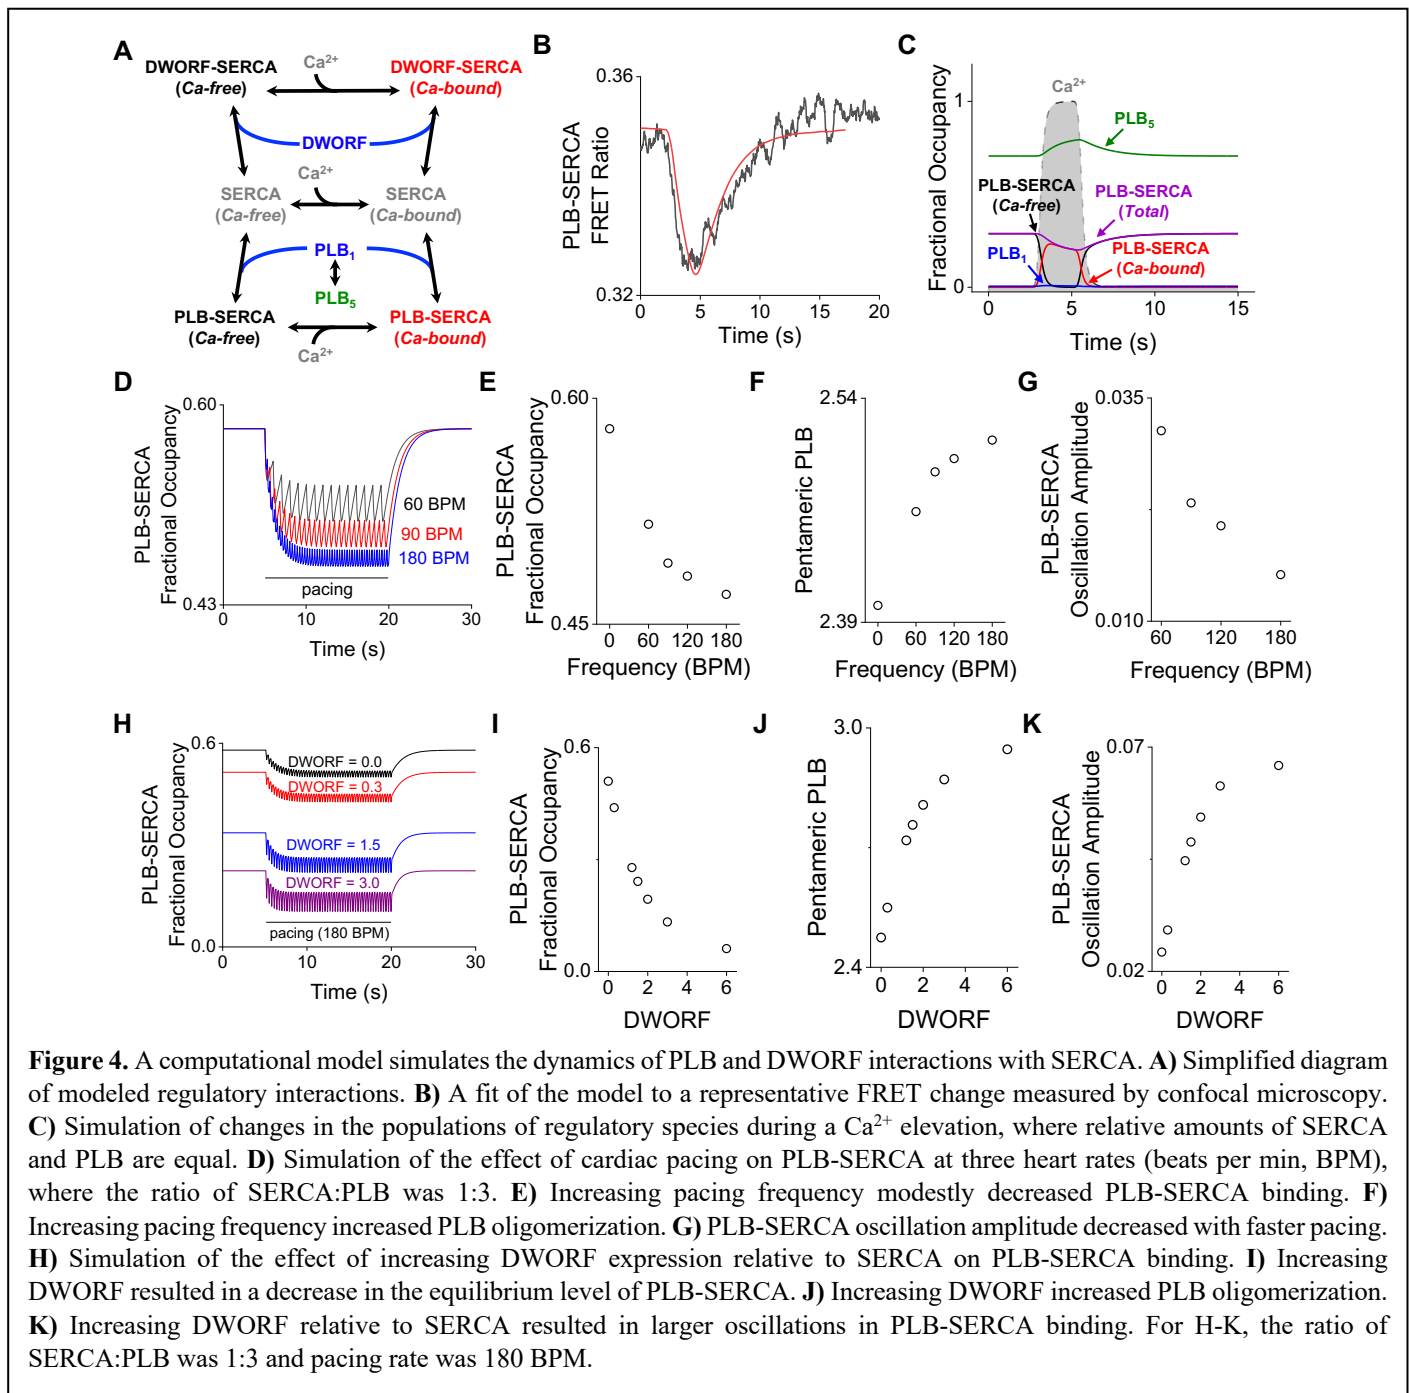 A
DWORF-SERCA
(Ca-free)
Ca2+
DWORF-SERCA
(Ca-bound)
DWORF
SERCA
(Ca-free)
Ca2+
SERCA
(Ca-bound)
PLB1
PLB5
PLB-SERCA
(Ca-free)
Ca2+
PLB-SERCA
(Ca-bound)
B
PLB-SERCA
FRET Ratio
0.36
0.32
0
5
10
15
20
Time (s)
C
Fractional Occupancy
1
0
Ca2+
PLB5
PLB-SERCA
(Ca-free)
PLB-SERCA
(Total)
PLB1
PLB-SERCA
(Ca-bound)
0
5
10
15
Time (s)
D
PLB-SERCA
Fractional Occupancy
0.60
0.43
60 BPM
90 BPM
180 BPM
pacing
0
10
20
30
Time (s)
E
PLB-SERCA
Fractional Occupancy
0.60
0.45
0
60
120
180
Frequency (BPM)
F
Pentameric PLB
2.54
2.39
0
60
120
180
Frequency (BPM)
G
PLB-SERCA
Oscillation Amplitude
0.035
0.010
60
120
180
Frequency (BPM)
H
PLB-SERCA
Fractional Occupancy
0.6
0.0
DWORF = 0.0
DWORF = 0.3
DWORF = 1.5
DWORF = 3.0
pacing (180 BPM)
0
10
20
30
Time (s)
I
PLB-SERCA
Fractional Occupancy
0.6
0.0
0
2
4
6
DWORF
J
Pentameric PLB
3.0
2.4
0
2
4
6
DWORF
K
PLB-SERCA
Oscillation Amplitude
0.07
0.02
0
2
4
6
DWORF
Figure 4. A computational model simulates the dynamics of PLB and DWORF interactions with SERCA. A) Simplified diagram
of modeled regulatory interactions. B) A fit of the model to a representative FRET change measured by confocal microscopy.
C) Simulation of changes in the populations of regulatory species during a Ca2+ elevation, where relative amounts of SERCA
and PLB are equal. D) Simulation of the effect of cardiac pacing on PLB-SERCA at three heart rates (beats per min, BPM),
where the ratio of SERCA:PLB was 1:3. E) Increasing pacing frequency modestly decreased PLB-SERCA binding. F)
Increasing pacing frequency increased PLB oligomerization. G) PLB-SERCA oscillation amplitude decreased with faster pacing.
H) Simulation of the effect of increasing DWORF expression relative to SERCA on PLB-SERCA binding. I) Increasing
DWORF resulted in a decrease in the equilibrium level of PLB-SERCA. J) Increasing DWORF increased PLB oligomerization.
K) Increasing DWORF relative to SERCA resulted in larger oscillations in PLB-SERCA binding. For H-K, the ratio of
SERCA:PLB was 1:3 and pacing rate was 180 BPM.